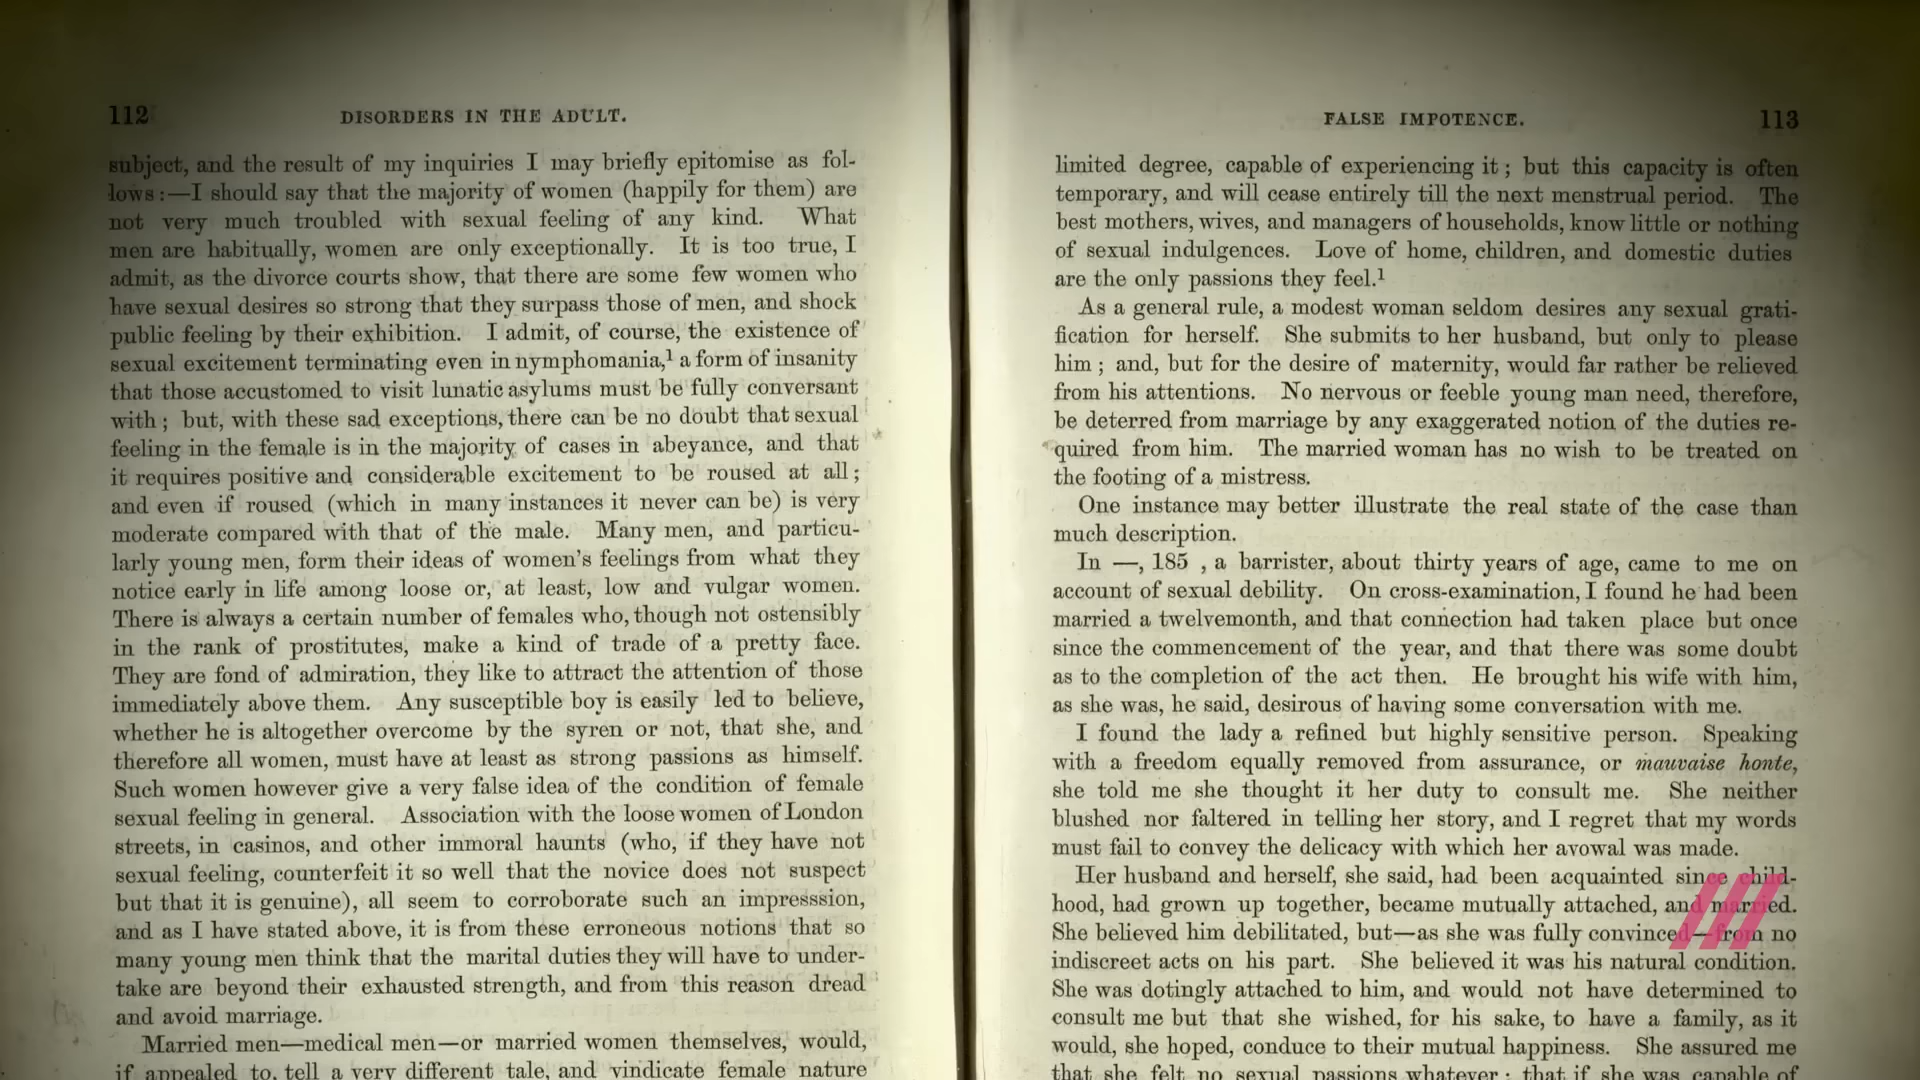 112
DISORDERS IN THE ADULT.
subject, and the result of my inquiries I may briefly epitomise as fol-
lows:—I should say that the majority of women (happily for them) are
not very much troubled with sexual feeling of any kind. What
men are habitually, women are only exceptionally. It is too true, I
admit, as the divorce courts show, that there are some few women who
have sexual desires so strong that they surpass those of men, and shock
public feeling by their exhibition. I admit, of course, the existence of
sexual excitement terminating even in nymphomania,¹ a form of insanity
that those accustomed to visit lunatic asylums must be fully conversant
with; but, with these sad exceptions, there can be no doubt that sexual
feeling in the female is in the majority of cases in abeyance, and that
it requires positive and considerable excitement to be roused at all;
and even if roused (which in many instances it never can be) is very
moderate compared with that of the male. Many men, and particu-
larly young men, form their ideas of women's feelings from what they
notice early in life among loose or, at least, low and vulgar women.
There is always a certain number of females who, though not ostensibly
in the rank of prostitutes, make a kind of trade of a pretty face.
They are fond of admiration, they like to attract the attention of those
immediately above them. Any susceptible boy is easily led to believe,
whether he is altogether overcome by the syren or not, that she, and
therefore all women, must have at least as strong passions as himself.
Such women however give a very false idea of the condition of female
sexual feeling in general. Association with the loose women of London
streets, in casinos, and other immoral haunts (who, if they have not
sexual feeling, counterfeit it so well that the novice does not suspect
but that it is genuine), all seem to corroborate such an impresssion,
and as I have stated above, it is from these erroneous notions that so
many young men think that the marital duties they will have to under-
take are beyond their exhausted strength, and from this reason dread
and avoid marriage.
Married men—medical men—or married women themselves, would,
if appealed to, tell a very different tale, and vindicate female nature
FALSE IMPOTENCE.
113
limited degree, capable of experiencing it; but this capacity is often
temporary, and will cease entirely till the next menstrual period. The
best mothers, wives, and managers of households, know little or nothing
of sexual indulgences. Love of home, children, and domestic duties
are the only passions they feel.¹
As a general rule, a modest woman seldom desires any sexual grati-
fication for herself. She submits to her husband, but only to please
him; and, but for the desire of maternity, would far rather be relieved
from his attentions. No nervous or feeble young man need, therefore,
be deterred from marriage by any exaggerated notion of the duties re-
quired from him. The married woman has no wish to be treated on
the footing of a mistress.
One instance may better illustrate the real state of the case than
much description.
In —, 185 , a barrister, about thirty years of age, came to me on
account of sexual debility. On cross-examination, I found he had been
married a twelvemonth, and that connection had taken place but once
since the commencement of the year, and that there was some doubt
as to the completion of the act then. He brought his wife with him,
as she was, he said, desirous of having some conversation with me.
I found the lady a refined but highly sensitive person. Speaking
with a freedom equally removed from assurance, or mauvaise honte,
she told me she thought it her duty to consult me. She neither
blushed nor faltered in telling her story, and I regret that my words
must fail to convey the delicacy with which her avowal was made.
Her husband and herself, she said, had been acquainted since child-
hood, had grown up together, became mutually attached, and married.
She believed him debilitated, but—as she was fully convinced—from no
indiscreet acts on his part. She believed it was his natural condition.
She was dotingly attached to him, and would not have determined to
consult me but that she wished, for his sake, to have a family, as it
would, she hoped, conduce to their mutual happiness. She assured me
that she felt no sexual passions whatever; that if she was capable of